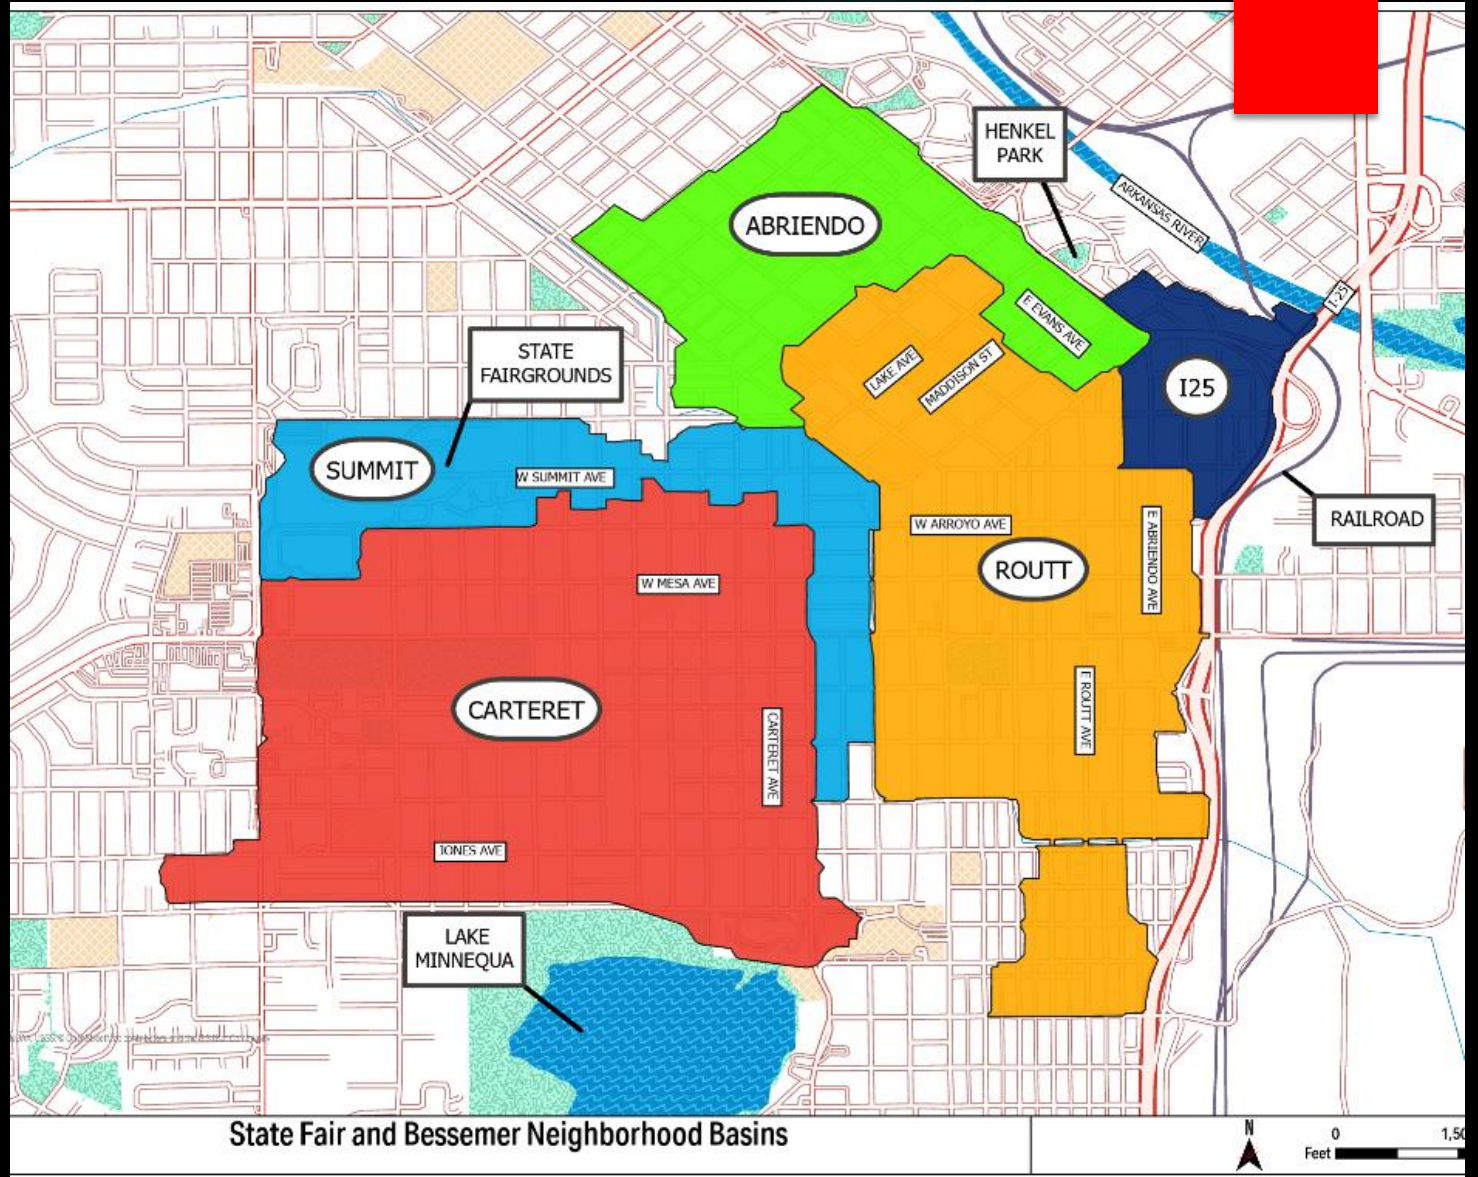 HENKEL
PARK
ARKANSAS RIVER
ABRIENDO
I-25
E EVANS AVE
STATE
FAIRGROUNDS
LAKE AVE
MADDISON ST
I25
SUMMIT
W SUMMIT AVE
RAILROAD
W ARROYO AVE
E ABRIENDO AVE
ROUTT
W MESA AVE
CARTERET
E ROUTT AVE
CARTERET AVE
JONES AVE
LAKE
MINNEQUA
State Fair and Bessemer Neighborhood Basins
N
0
1,50
Feet